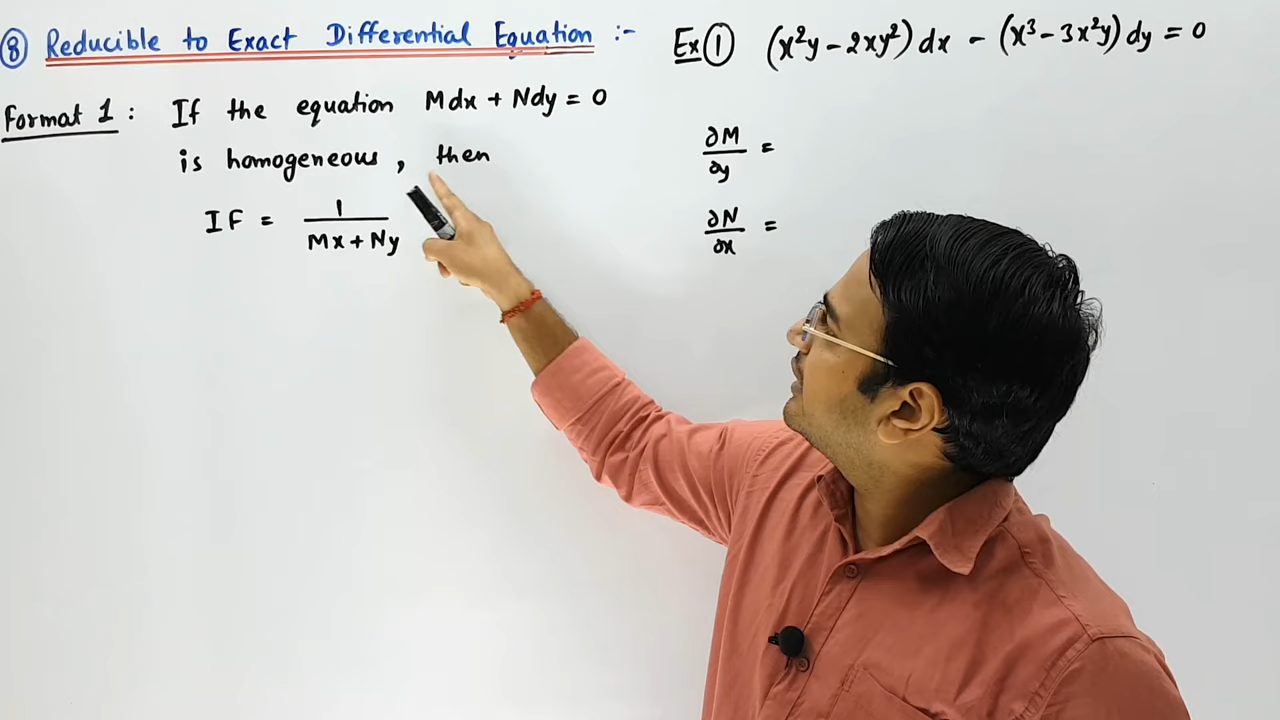 ⑧ Reducible to Exact Differential Equation :-
Format 1 : If the equation Mdx + Ndy = 0
is homogeneous, then
IF = 1/(Mx + Ny)
Ex ① (x²y - 2xy²) dx - (x³ - 3x²y) dy = 0
∂M/∂y =
∂N/∂x =